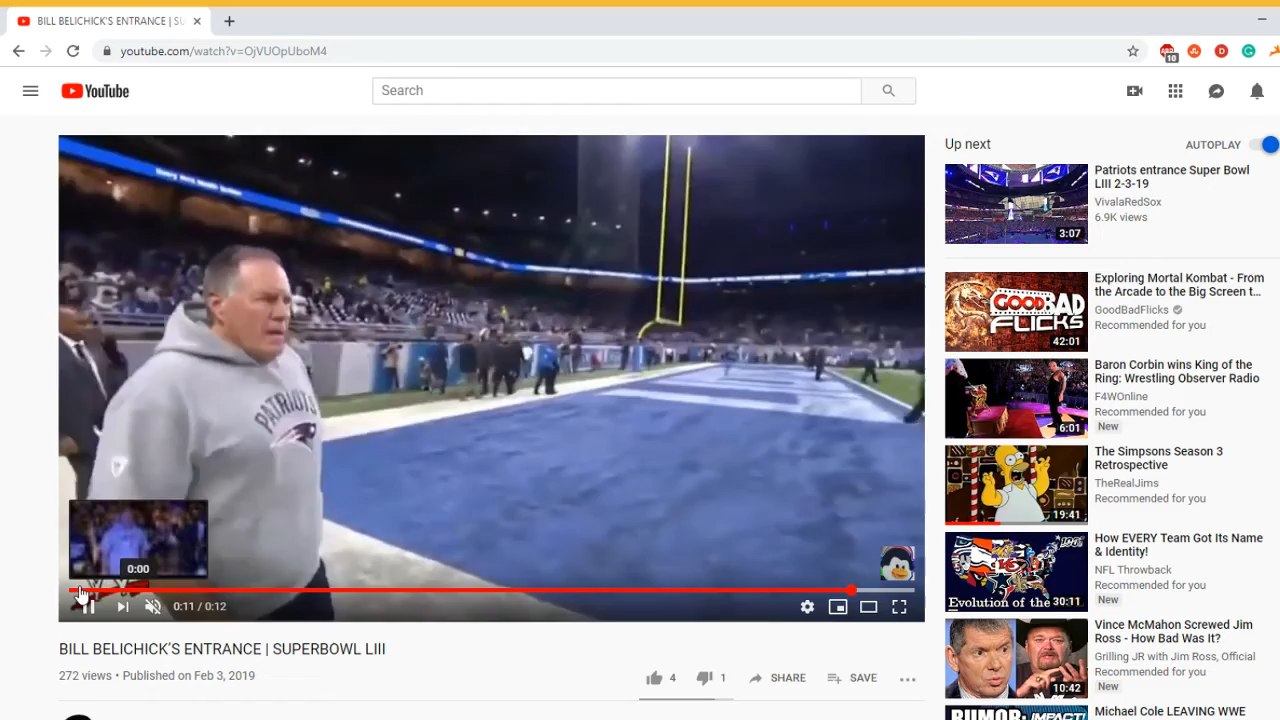 BILL BELICHICK'S ENTRANCE | SU
youtube.com/watch?v=OjVUOpUboM4
10
D
YouTube
Search
PATRIOTS
0:00
0:11 / 0:12
BILL BELICHICK'S ENTRANCE | SUPERBOWL LIII
272 views • Published on Feb 3, 2019
4
1
SHARE
SAVE
Up next
AUTOPLAY
3:07
Patriots entrance Super Bowl
LIII 2-3-19
VivalaRedSox
6.9K views
GOOD BAD
FLICKS
42:01
Exploring Mortal Kombat - From
the Arcade to the Big Screen t...
GoodBadFlicks
Recommended for you
6:01
Baron Corbin wins King of the
Ring: Wrestling Observer Radio
F4WOnline
Recommended for you
New
19:41
The Simpsons Season 3
Retrospective
TheRealJims
Recommended for you
Evolution of the
30:11
How EVERY Team Got Its Name
& Identity!
NFL Throwback
Recommended for you
New
10:42
Vince McMahon Screwed Jim
Ross - How Bad Was It?
Grilling JR with Jim Ross, Official
Recommended for you
New
RUMOR: IMPACT!
Michael Cole LEAVING WWE